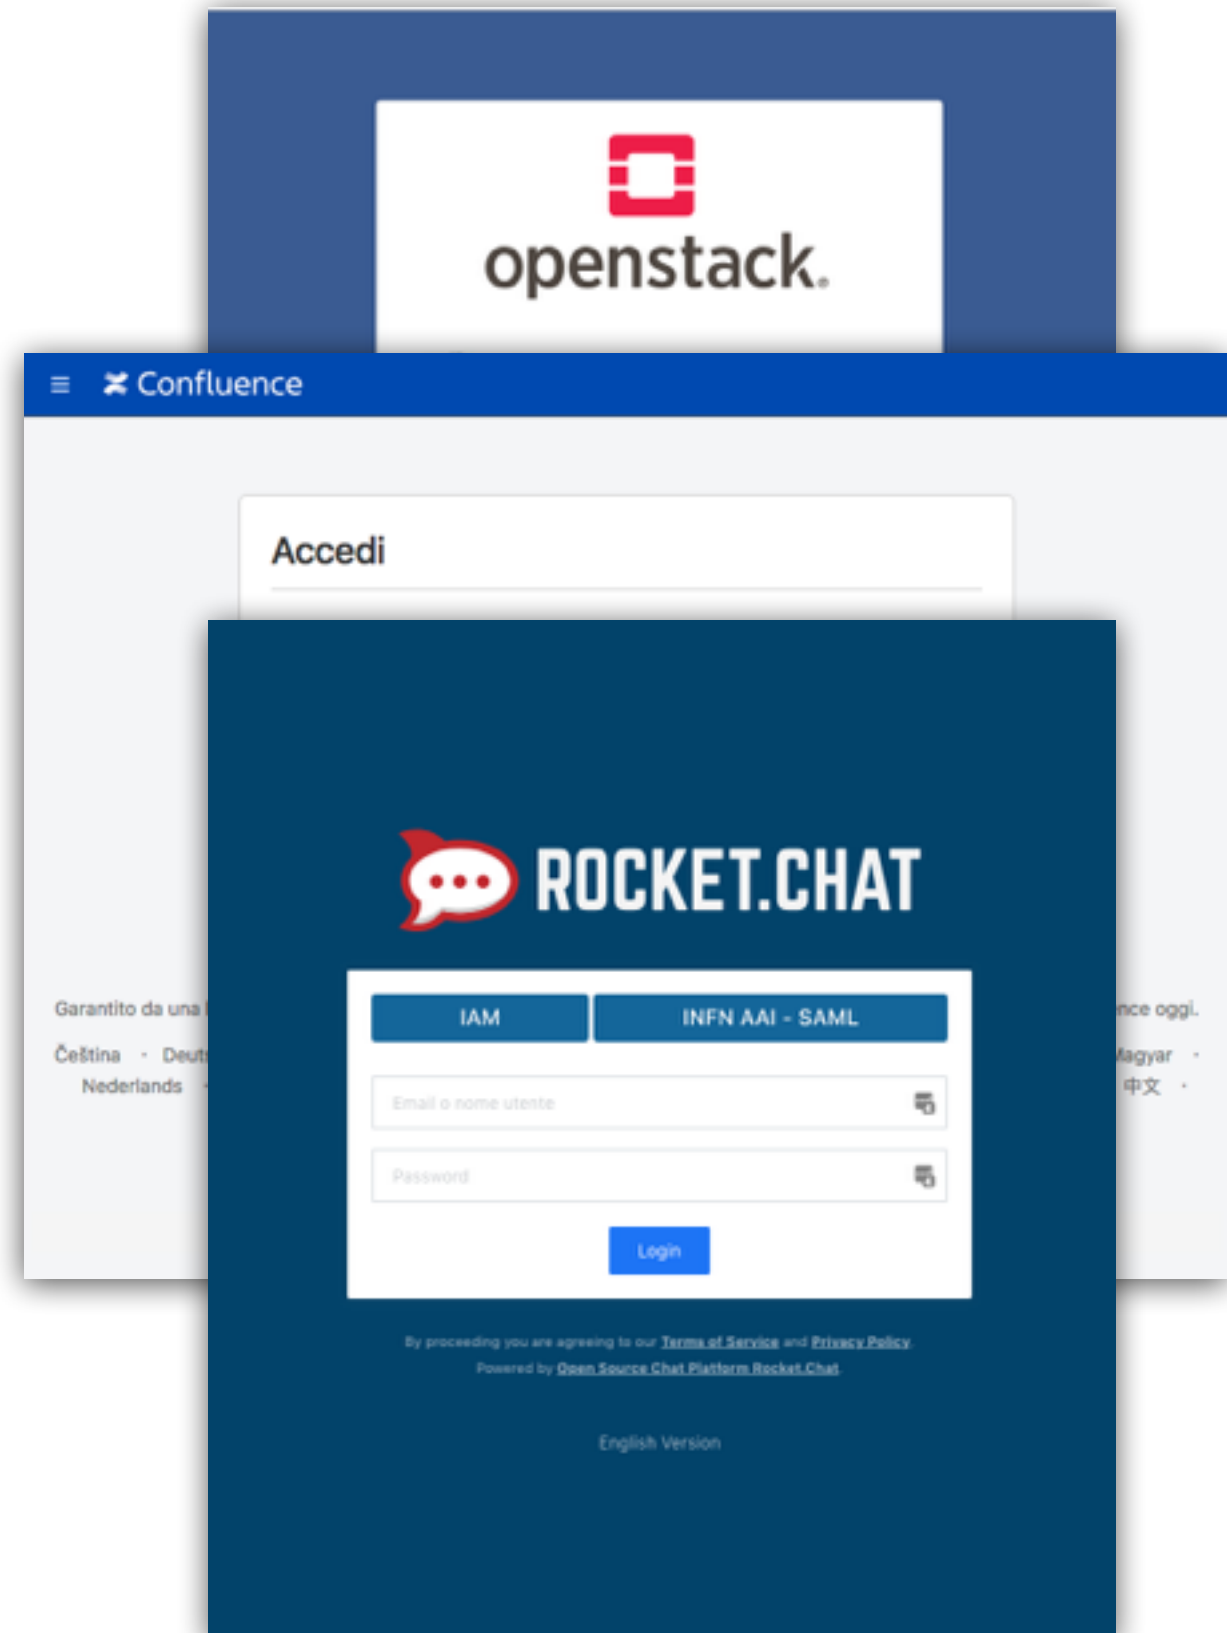 openstack.
Confluence
Accedi
ROCKET.CHAT
IAM
INFN AAI - SAML
Garantito da una
nce oggi.
Email o nome utente
Čeština · Deuts
Magyar ·
Nederlands ·
中文 ·
Password
Login
By proceeding you are agreeing to our Terms of Service and Privacy Policy.
Powered by Open Source Chat Platform Rocket.Chat.
English Version